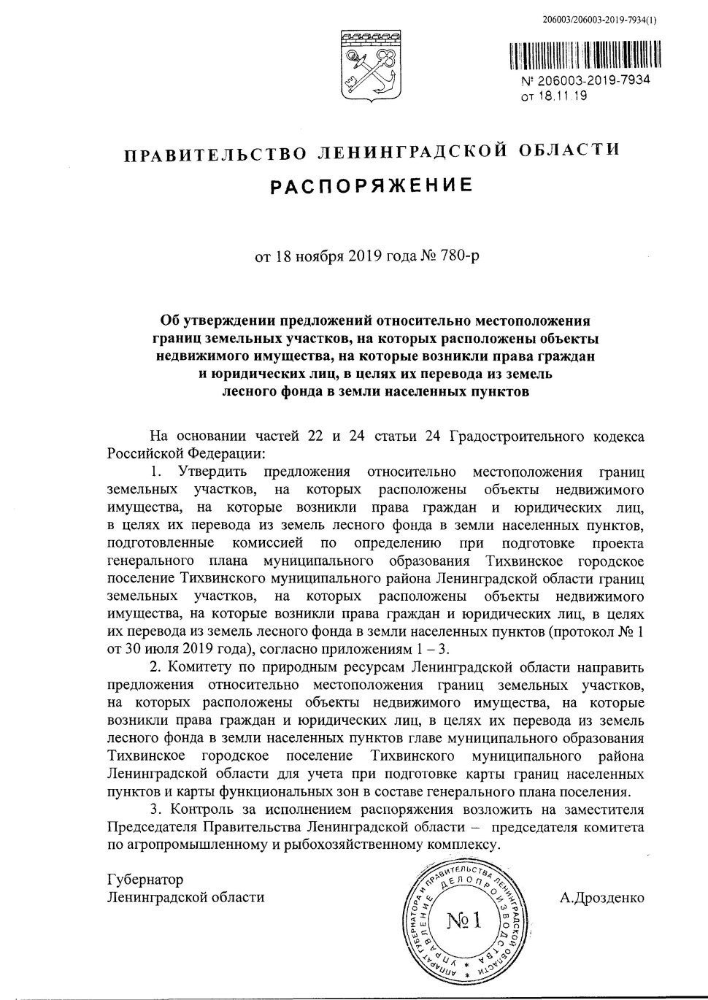 206003/206003-2019-7934(1)
№ 206003-2019-7934
от 18.11.19
ПРАВИТЕЛЬСТВО ЛЕНИНГРАДСКОЙ ОБЛАСТИ
РАСПОРЯЖЕНИЕ
от 18 ноября 2019 года № 780-р
Об утверждении предложений относительно местоположения
границ земельных участков, на которых расположены объекты
недвижимого имущества, на которые возникли права граждан
и юридических лиц, в целях их перевода из земель
лесного фонда в земли населенных пунктов
На основании частей 22 и 24 статьи 24 Градостроительного кодекса
Российской Федерации:
1. Утвердить предложения относительно местоположения границ
земельных участков, на которых расположены объекты недвижимого
имущества, на которые возникли права граждан и юридических лиц,
в целях их перевода из земель лесного фонда в земли населенных пунктов,
подготовленные комиссией по определению при подготовке проекта
генерального плана муниципального образования Тихвинское городское
поселение Тихвинского муниципального района Ленинградской области границ
земельных участков, на которых расположены объекты недвижимого
имущества, на которые возникли права граждан и юридических лиц, в целях
их перевода из земель лесного фонда в земли населенных пунктов (протокол № 1
от 30 июля 2019 года), согласно приложениям 1 – 3.
2. Комитету по природным ресурсам Ленинградской области направить
предложения относительно местоположения границ земельных участков,
на которых расположены объекты недвижимого имущества, на которые
возникли права граждан и юридических лиц, в целях их перевода из земель
лесного фонда в земли населенных пунктов главе муниципального образования
Тихвинское городское поселение Тихвинского муниципального района
Ленинградской области для учета при подготовке карты границ населенных
пунктов и карты функциональных зон в составе генерального плана поселения.
3. Контроль за исполнением распоряжения возложить на заместителя
Председателя Правительства Ленинградской области – председателя комитета
по агропромышленному и рыбохозяйственному комплексу.
Губернатор
Ленинградской области
А.Дрозденко
АППАРАТ ГУБЕРНАТОРА И ПРАВИТЕЛЬСТВА ЛЕНИНГРАДСКОЙ ОБЛАСТИ *
УПРАВЛЕНИЕ ДЕЛОПРОИЗВОДСТВА *
№1